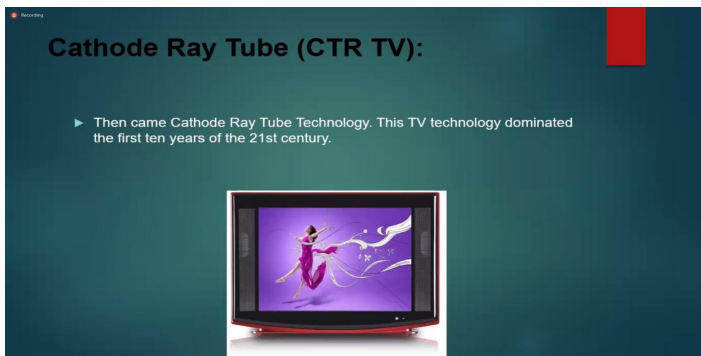 Recording
Cathode Ray Tube (CTR TV):
Then came Cathode Ray Tube Technology. This TV technology dominated
the first ten years of the 21st century.